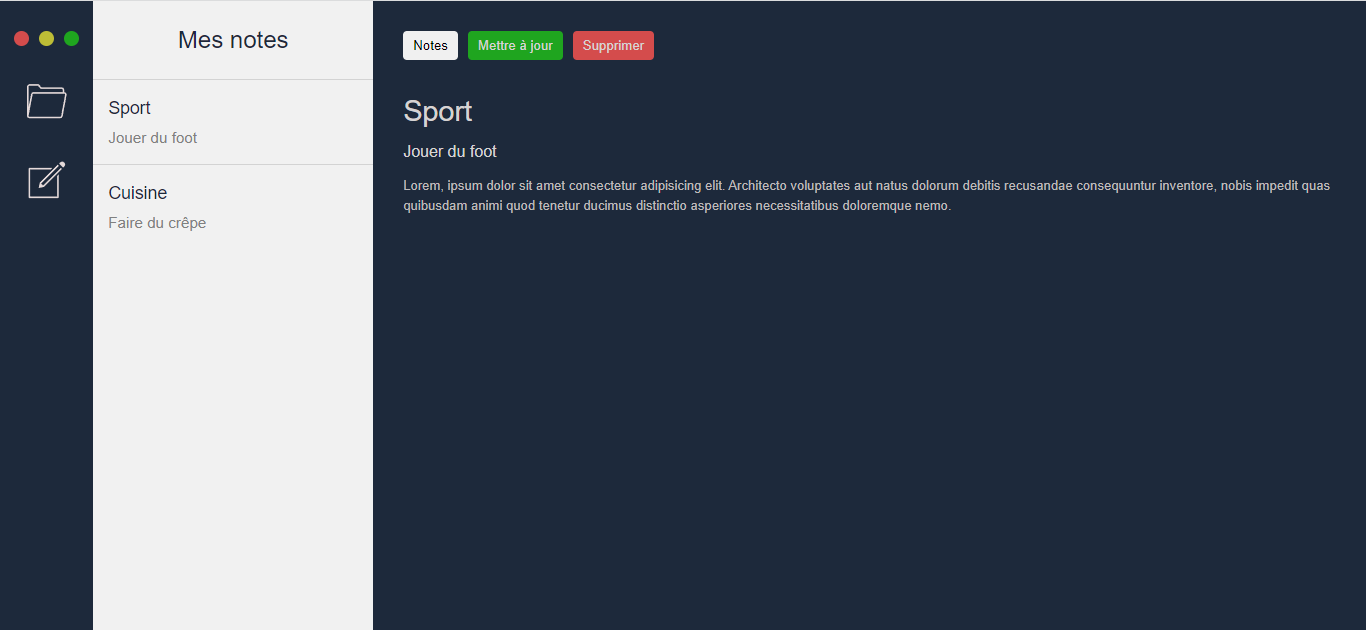 Mes notes
Sport
Jouer du foot
Cuisine
Faire du crêpe
Notes
Mettre à jour
Supprimer
Sport
Jouer du foot
Lorem, ipsum dolor sit amet consectetur adipisicing elit. Architecto voluptates aut natus dolorum debitis recusandae consequuntur inventore, nobis impedit quas
quibusdam animi quod tenetur ducimus distinctio asperiores necessitatibus doloremque nemo.